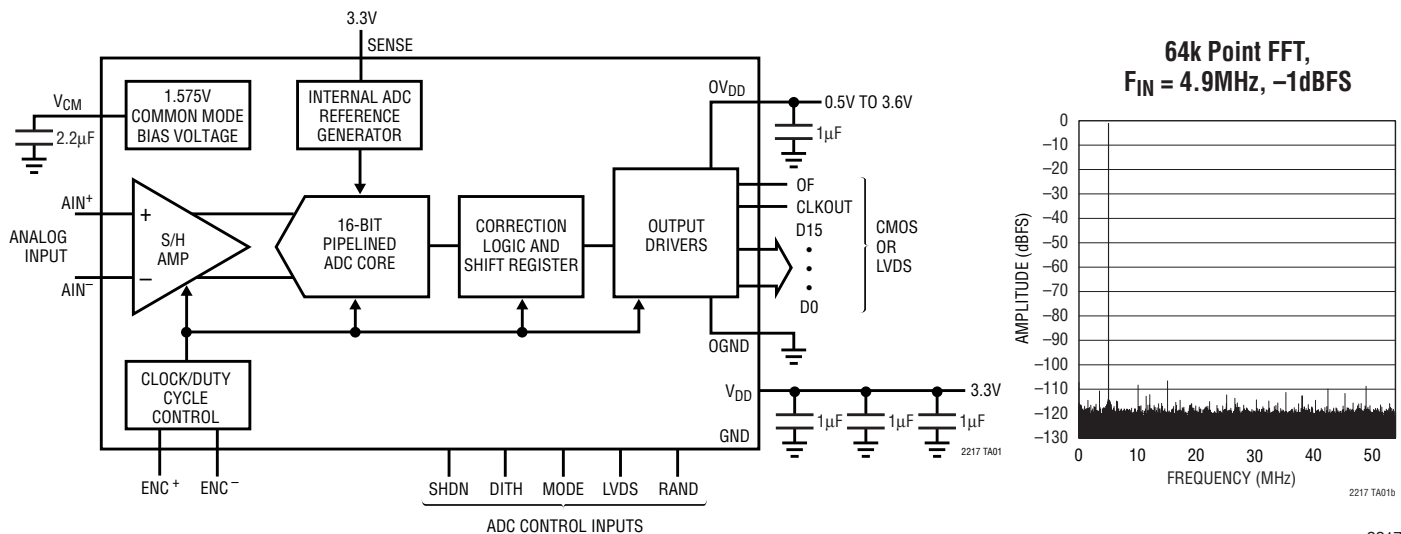 3.3V
SENSE
V_CM
2.2µF
1.575V
COMMON MODE
BIAS VOLTAGE
INTERNAL ADC
REFERENCE
GENERATOR
OV_DD
0.5V TO 3.6V
1µF
AIN+
ANALOG
INPUT
AIN−
+
S/H
AMP
−
16-BIT
PIPELINED
ADC CORE
CORRECTION
LOGIC AND
SHIFT REGISTER
OUTPUT
DRIVERS
OF
CLKOUT
D15
•
•
•
D0
CMOS
OR
LVDS
OGND
CLOCK/DUTY
CYCLE
CONTROL
V_DD
3.3V
1µF 1µF 1µF
GND
2217 TA01
ENC + ENC −
SHDN DITH MODE LVDS RAND
ADC CONTROL INPUTS
64k Point FFT,
F_IN = 4.9MHz, –1dBFS
AMPLITUDE (dBFS)
0
–10
–20
–30
–40
–50
–60
–70
–80
–90
–100
–110
–120
–130
0 10 20 30 40 50
FREQUENCY (MHz)
2217 TA01b